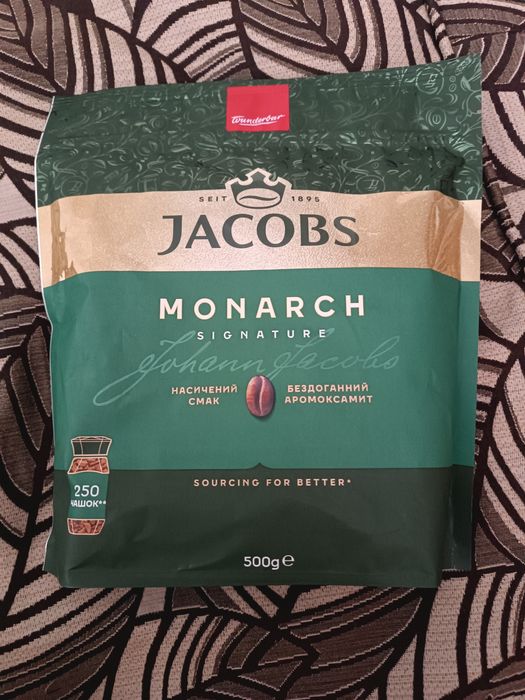 Wunderbar
SEIT 1895
JACOBS
MONARCH
SIGNATURE
Johann Jacobs
НАСИЧЕНИЙ СМАК
БЕЗДОГАННИЙ АРОМОКСАМИТ
250
ЧАШОК**
SOURCING FOR BETTER*
500g e